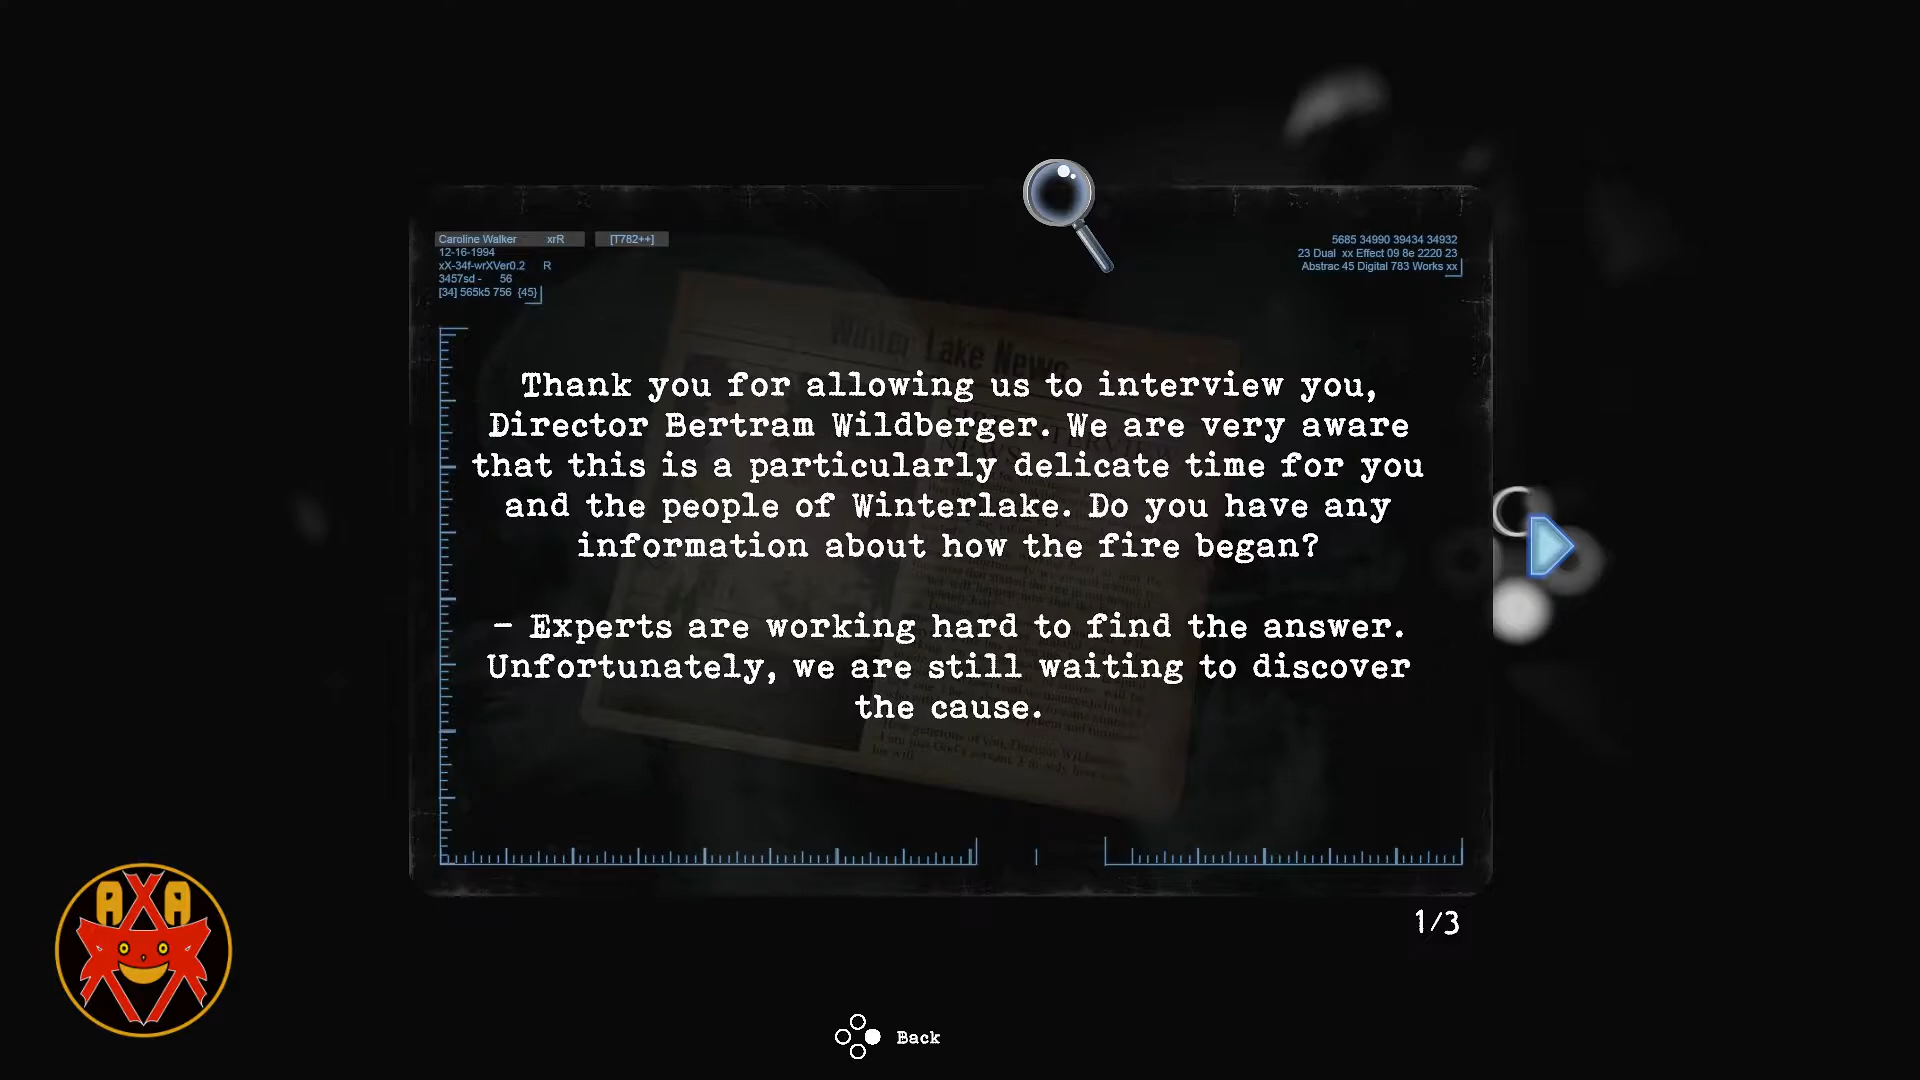 Caroline Walker xrR [T782++]
12-16-1994
xX-34f-wrXVer0.2 R
3457sd - 56
[34] 565k5 756 {45}
5685 34990 39434 34932
23 Dual xx Effect 09 8e 2220 23
Abstrac 45 Digital 783 Works xx
Winter Lake News
Thank you for allowing us to interview you,
Director Bertram Wildberger. We are very aware
that this is a particularly delicate time for you
and the people of Winterlake. Do you have any
information about how the fire began?
- Experts are working hard to find the answer.
Unfortunately, we are still waiting to discover
the cause.
1/3
AXA
Back